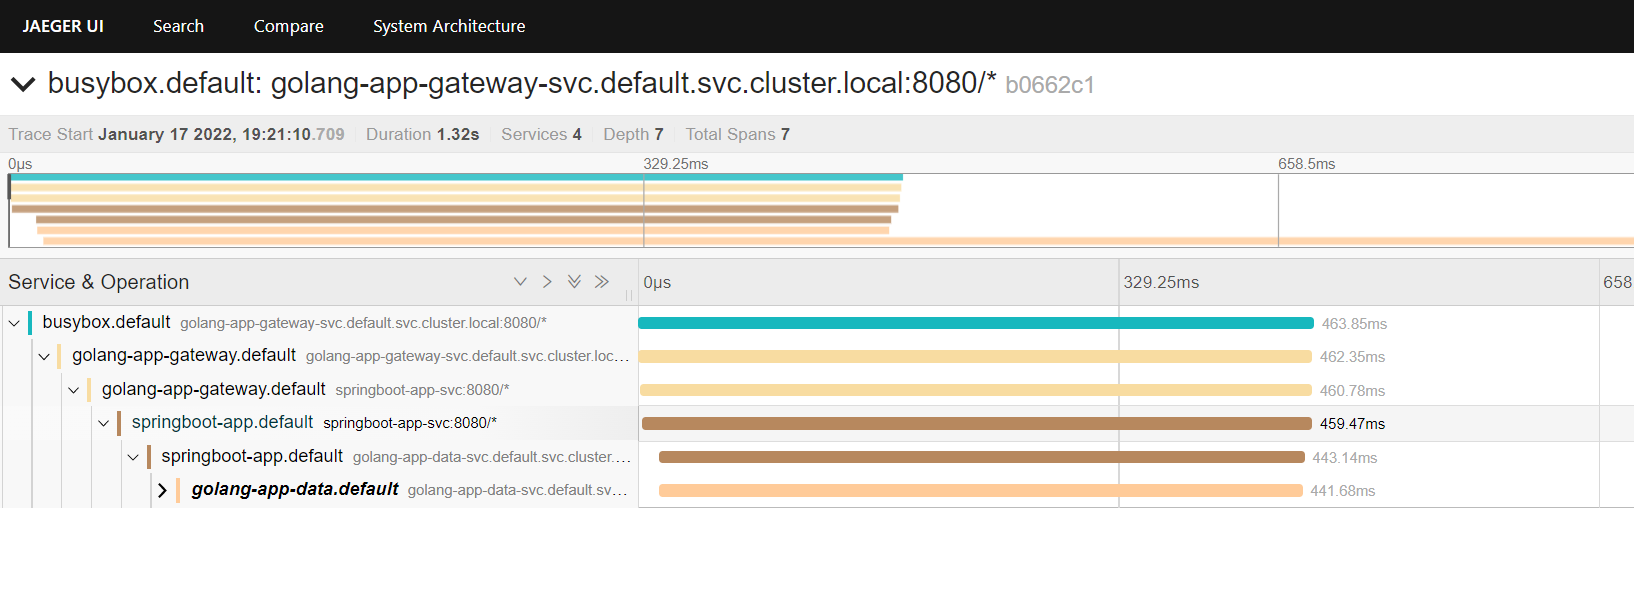 JAEGER UI Search Compare System Architecture
busybox.default: golang-app-gateway-svc.default.svc.cluster.local:8080/* b0662c1
Trace Start January 17 2022, 19:21:10.709 Duration 1.32s Services 4 Depth 7 Total Spans 7
0μs 329.25ms 658.5ms
Service & Operation 0μs 329.25ms 658
busybox.default golang-app-gateway-svc.default.svc.cluster.local:8080/* 463.85ms
golang-app-gateway.default golang-app-gateway-svc.default.svc.cluster.loc... 462.35ms
golang-app-gateway.default springboot-app-svc:8080/* 460.78ms
springboot-app.default springboot-app-svc:8080/* 459.47ms
springboot-app.default golang-app-data-svc.default.svc.cluster.... 443.14ms
golang-app-data.default golang-app-data-svc.default.sv... 441.68ms